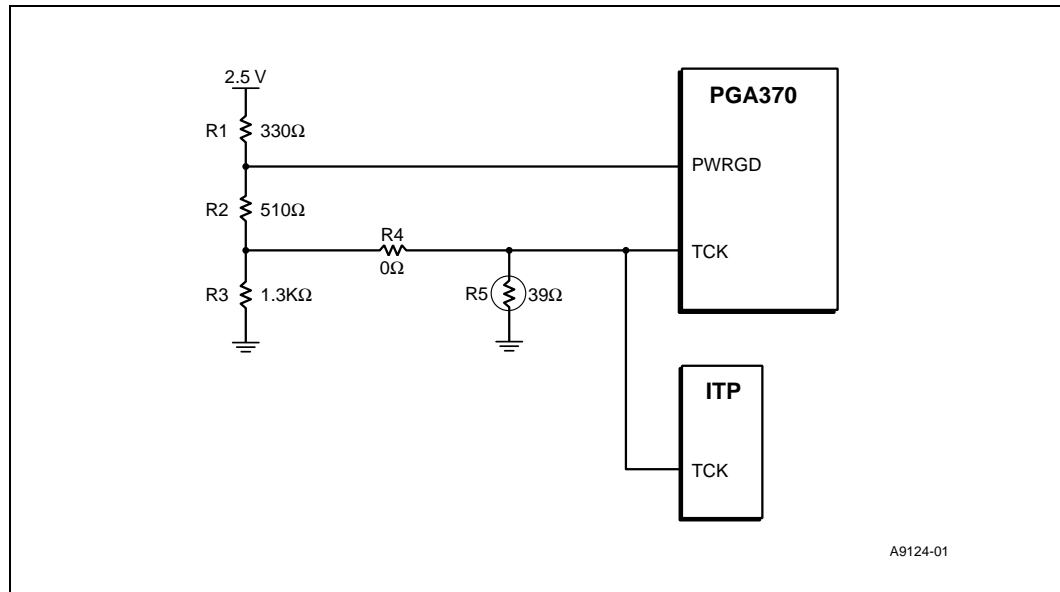 2.5 V
R1 330Ω
PGA370
PWRGD
R2 510Ω
R4
0Ω
TCK
R3 1.3KΩ
R5 39Ω
ITP
TCK
A9124-01